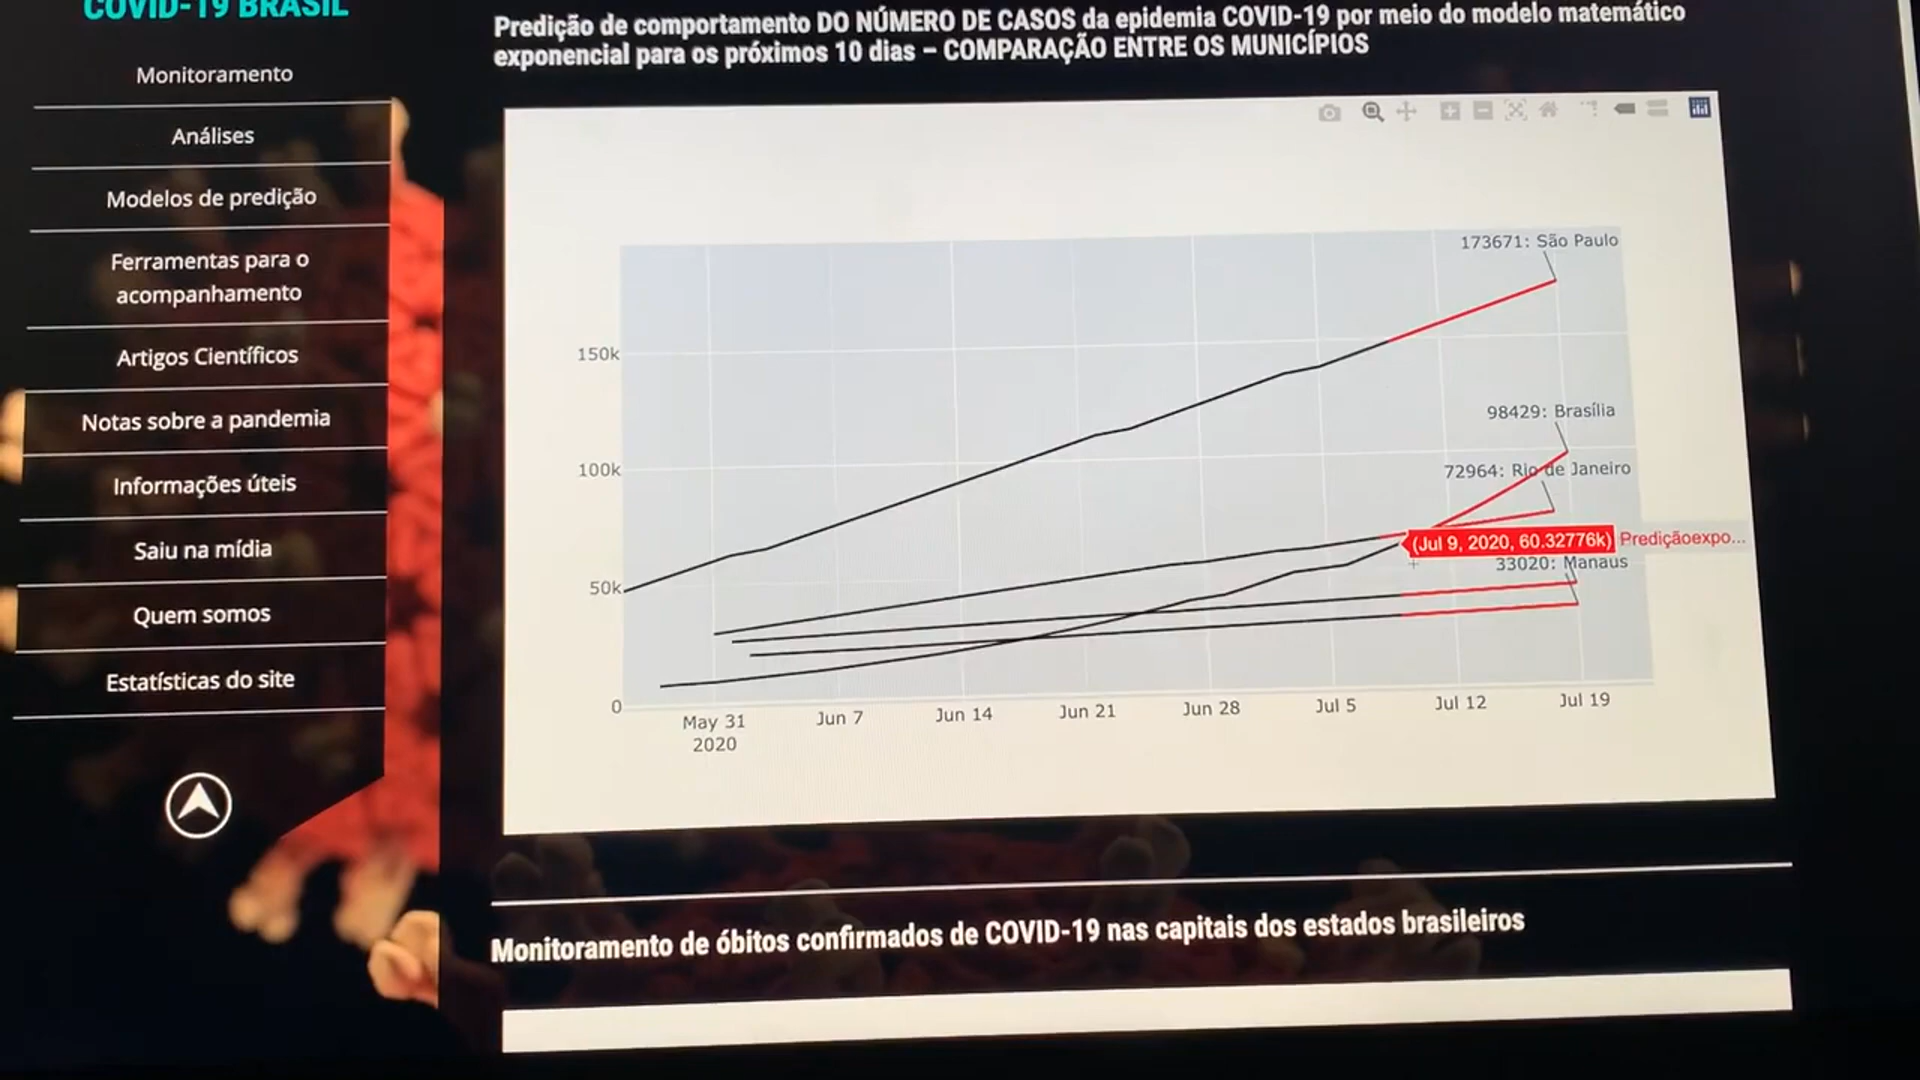 COVID-19 BRASIL
Monitoramento
Análises
Modelos de predição
Ferramentas para o
acompanhamento
Artigos Científicos
Notas sobre a pandemia
Informações úteis
Saiu na mídia
Quem somos
Estatísticas do site
Predição de comportamento DO NÚMERO DE CASOS da epidemia COVID-19 por meio do modelo matemático
exponencial para os próximos 10 dias – COMPARAÇÃO ENTRE OS MUNICÍPIOS
173671: São Paulo
150k
98429: Brasília
100k
72964: Rio de Janeiro
(Jul 9, 2020, 60.32776k) Prediçãoexpo...
33020: Manaus
50k
0
May 31 Jun 7 Jun 14 Jun 21 Jun 28 Jul 5 Jul 12 Jul 19
2020
Monitoramento de óbitos confirmados de COVID-19 nas capitais dos estados brasileiros